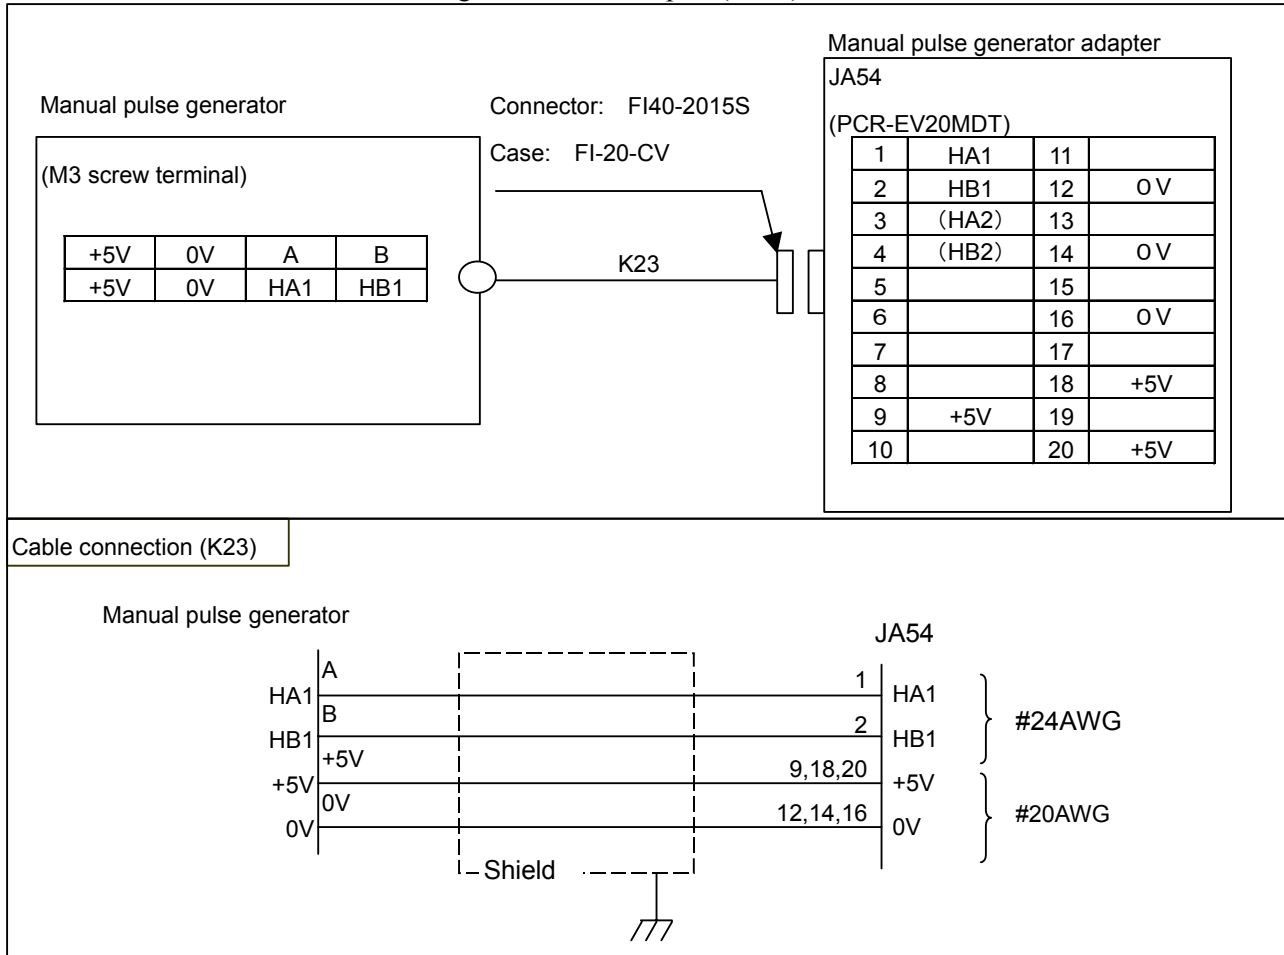 Manual pulse generator adapter
JA54
(PCR-EV20MDT)
1 HA1 11
2 HB1 12 0V
3 (HA2) 13
4 (HB2) 14 0V
5 15
6 16 0V
7 17
8 18 +5V
9 +5V 19
10 20 +5V
Manual pulse generator
(M3 screw terminal)
+5V 0V A B
+5V 0V HA1 HB1
Connector: FI40-2015S
Case: FI-20-CV
K23
Cable connection (K23)
Manual pulse generator
JA54
A
HA1 1 HA1
B
HB1 2 HB1
#24AWG
+5V
+5V 9,18,20 +5V
0V
0V 12,14,16 0V
#20AWG
Shield